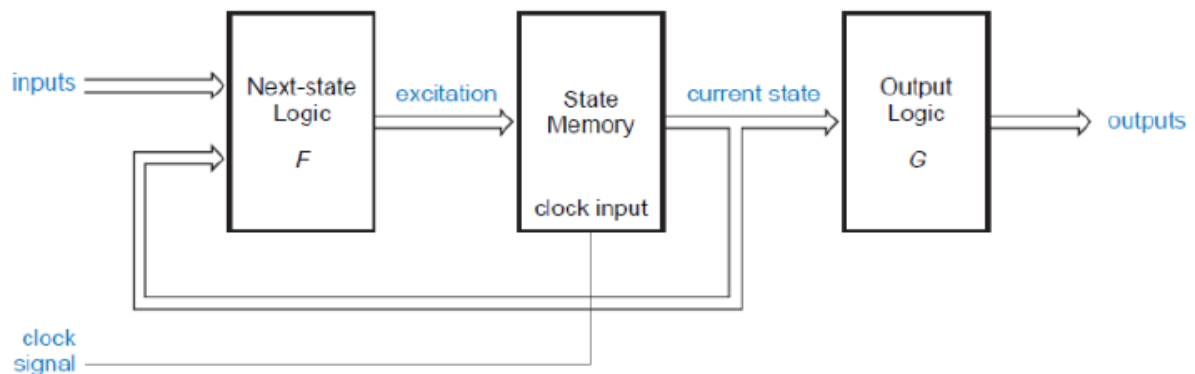 inputs
Next-state
Logic
F
excitation
State
Memory
clock input
current state
Output
Logic
G
outputs
clock
signal